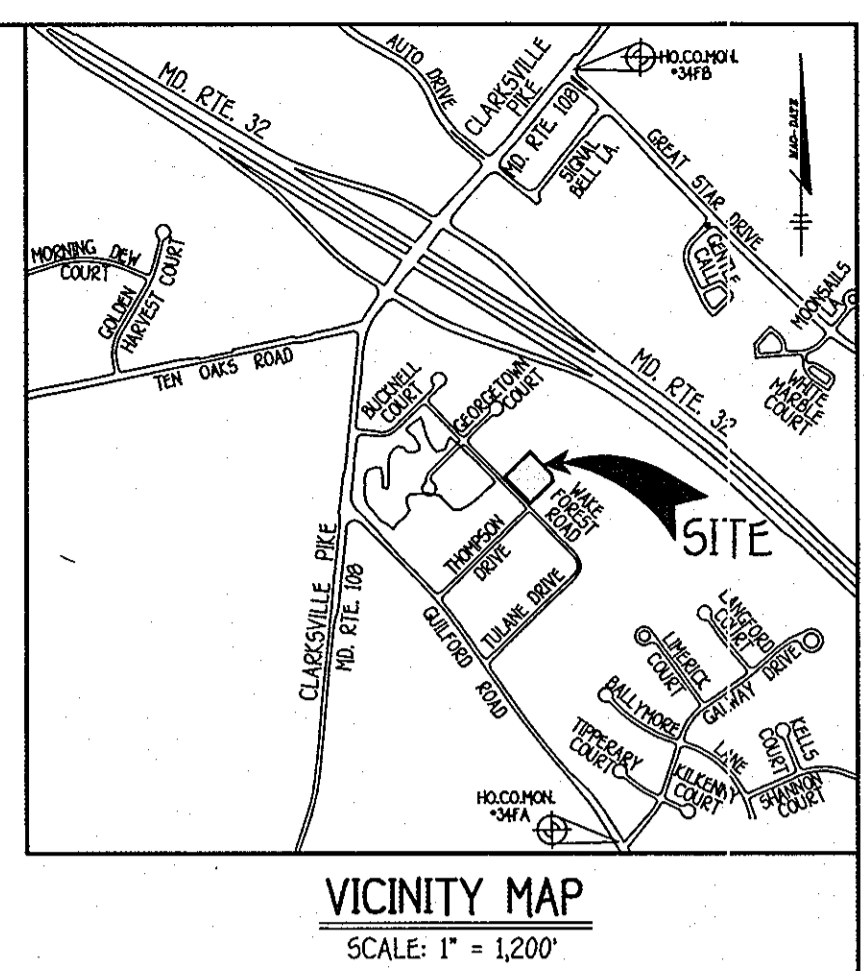 AUTO DRIVE
CLARKSVILLE
PIKE
HO.CO.MON.
*34FB
MD. RTE. 32
MD. RTE. 108
SIGNAL
BELL LA.
GREAT STAR DRIVE
GENTLE
CALL
MOONSAILS
LA
WHITE
MARBLE
COURT
MORNING DEW
COURT
GOLDEN
HARVEST COURT
TEN OAKS ROAD
BUCKNELL
COURT
GEORGETOWN
COURT
MD. RTE. 32
WAKE
FOREST
ROAD
SITE
THOMPSON
DRIVE
TULANE DRIVE
CLARKSVILLE PIKE
MD. RTE. 108
GUILFORD
ROAD
LANGFORD
COURT
LIMERICK
COURT
GALWAY DRIVE
BALLYMORE
LANE
TIPPERARY
COURT
KILKENNY
COURT
KELLS
COURT
SHANNON
COURT
HO.CO.MON.
*34FA
VICINITY MAP
SCALE: 1" = 1,200'